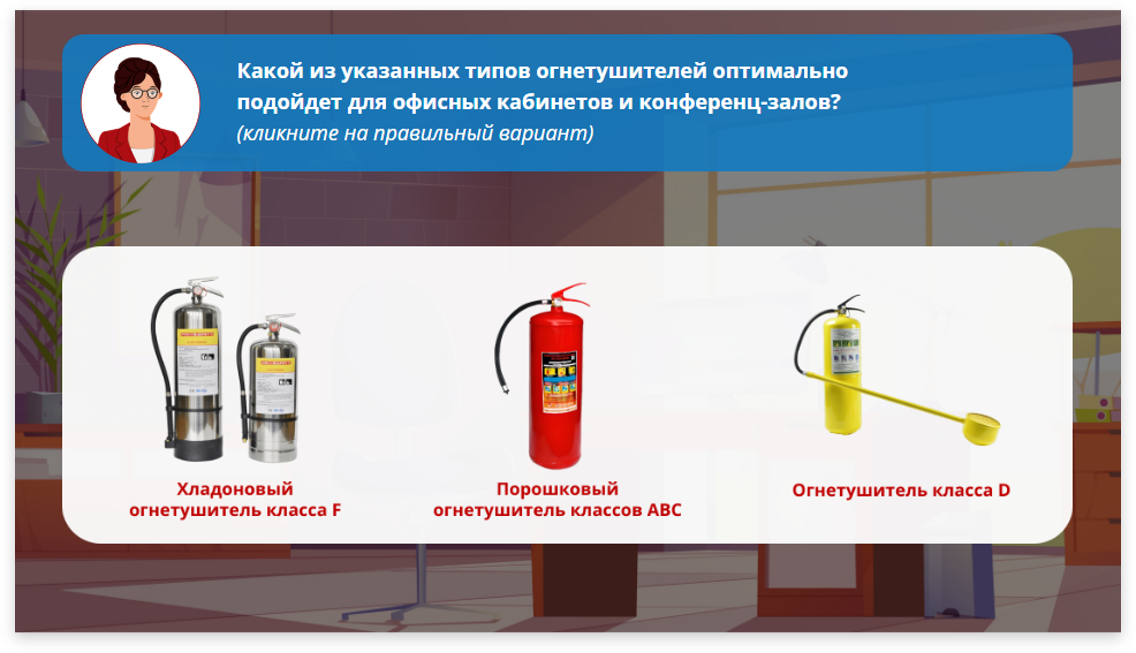 Какой из указанных типов огнетушителей оптимально
подойдет для офисных кабинетов и конференц-залов?
(кликните на правильный вариант)
Хладоновый
огнетушитель класса F
Порошковый
огнетушитель классов ABC
Огнетушитель класса D